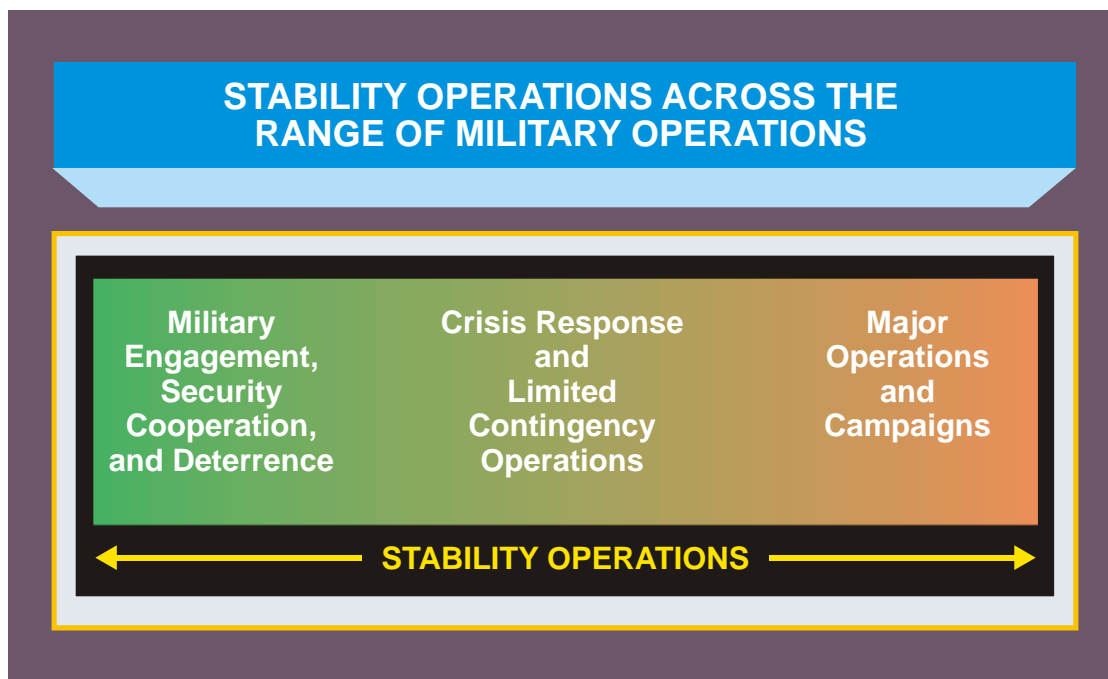 STABILITY OPERATIONS ACROSS THE
RANGE OF MILITARY OPERATIONS
Military
Engagement,
Security
Cooperation,
and Deterrence
Crisis Response
and
Limited
Contingency
Operations
Major
Operations
and
Campaigns
STABILITY OPERATIONS